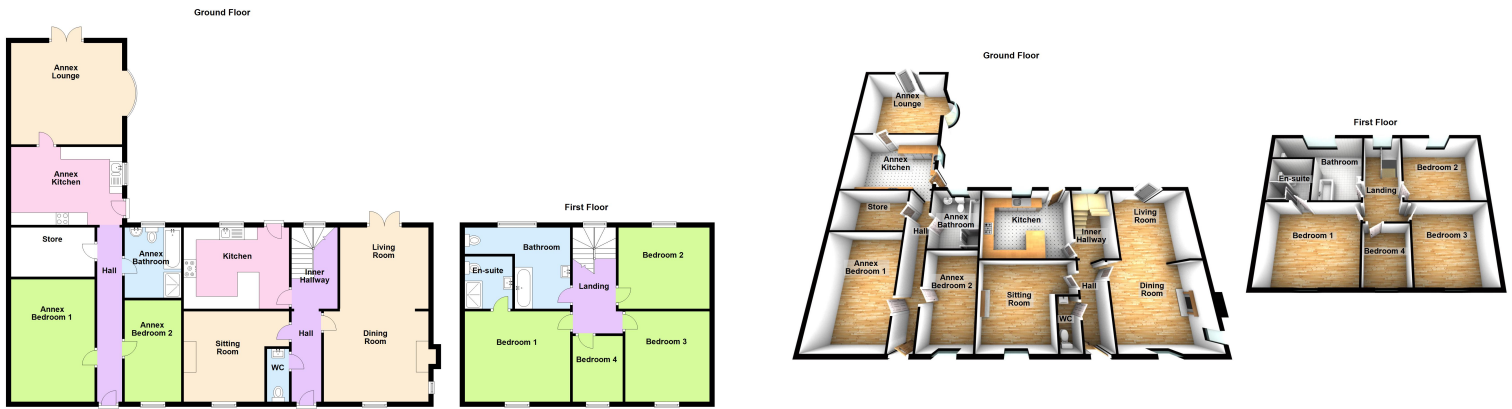 Ground Floor
Annex
Lounge
Annex
Kitchen
Store
Hall
Annex
Bathroom
Kitchen
Inner
Hallway
Living
Room
Annex
Bedroom 1
Annex
Bedroom 2
Sitting
Room
WC
Hall
Dining
Room
First Floor
Bathroom
En-suite
Landing
Bedroom 2
Bedroom 1
Bedroom 4
Bedroom 3
Ground Floor
Annex
Lounge
Annex
Kitchen
Store
Hall
Annex
Bathroom
Kitchen
Inner
Hallway
Living
Room
Annex
Bedroom 1
Annex
Bedroom 2
Sitting
Room
WC
Hall
Dining
Room
First Floor
Bathroom
En-suite
Landing
Bedroom 2
Bedroom 1
Bedroom 4
Bedroom 3